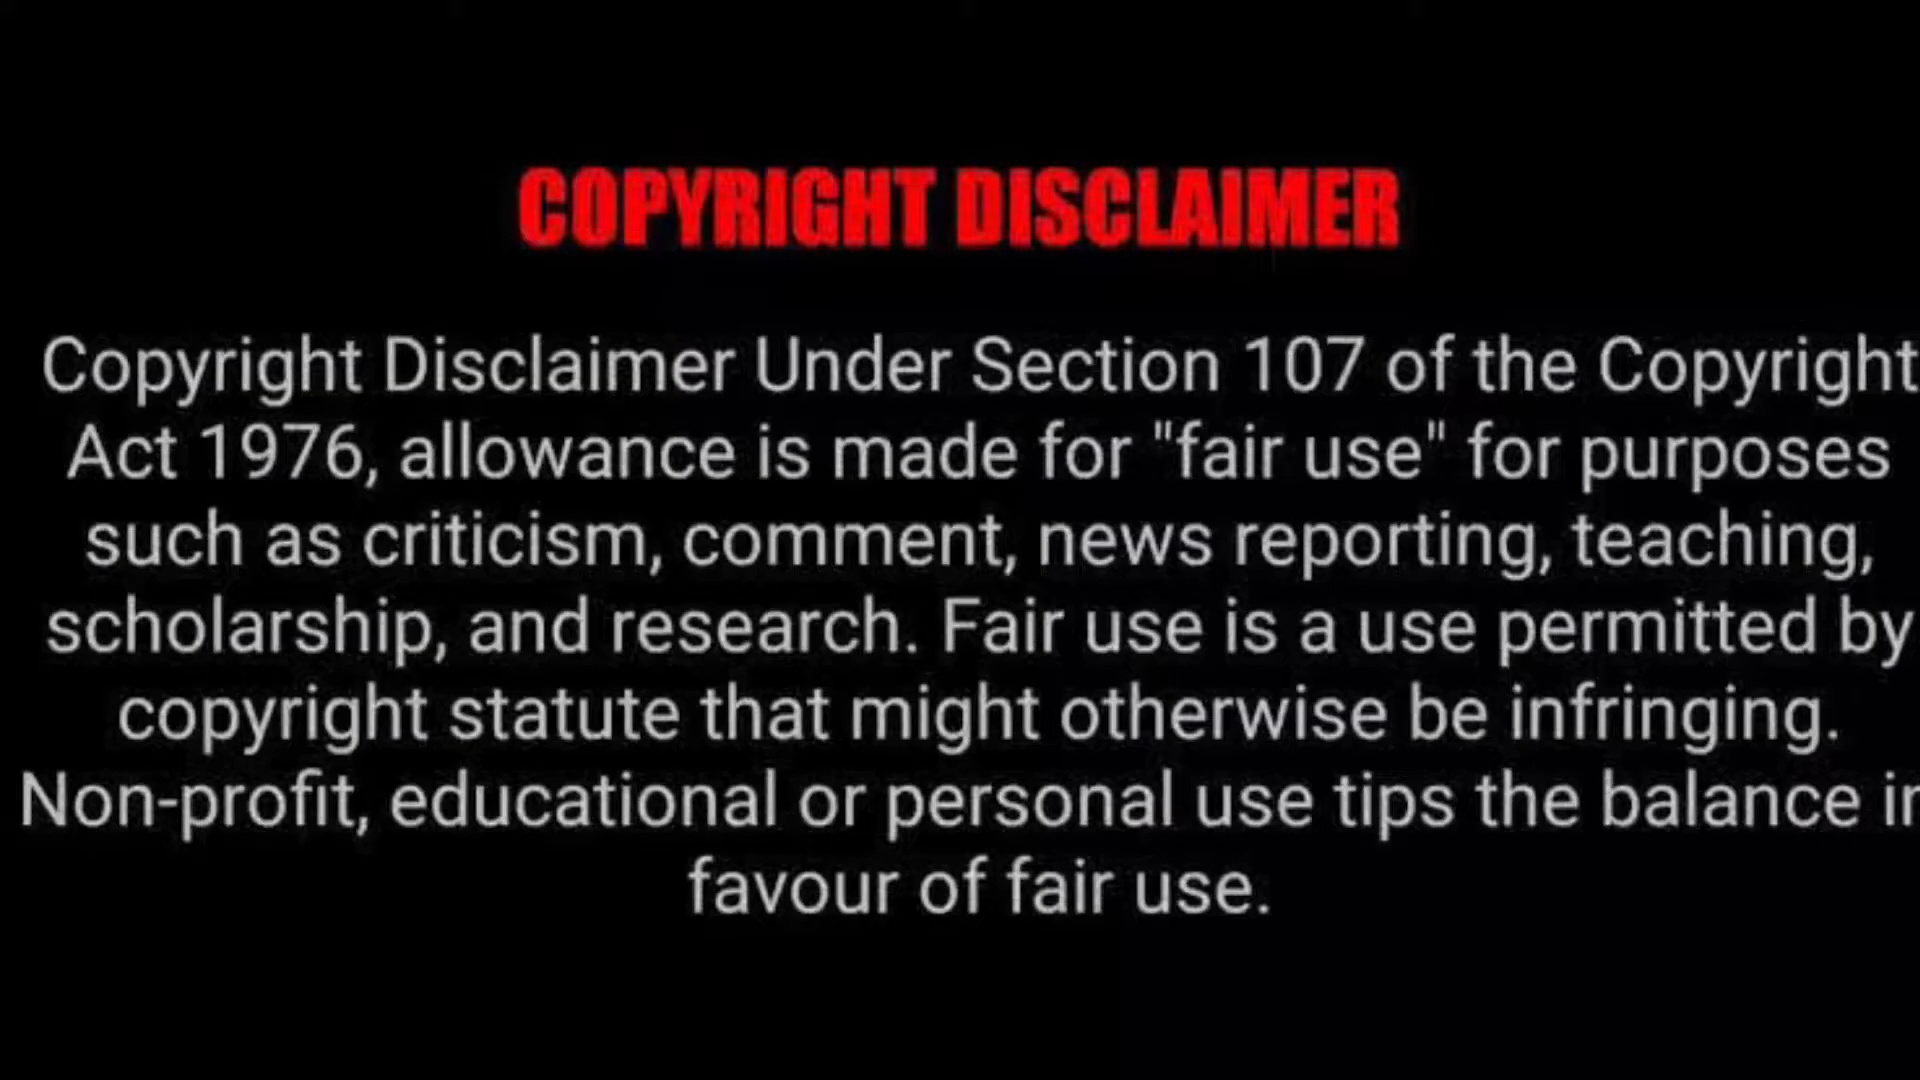 COPYRIGHT DISCLAIMER
Copyright Disclaimer Under Section 107 of the Copyright
Act 1976, allowance is made for "fair use" for purposes
such as criticism, comment, news reporting, teaching,
scholarship, and research. Fair use is a use permitted by
copyright statute that might otherwise be infringing.
Non-profit, educational or personal use tips the balance in
favour of fair use.